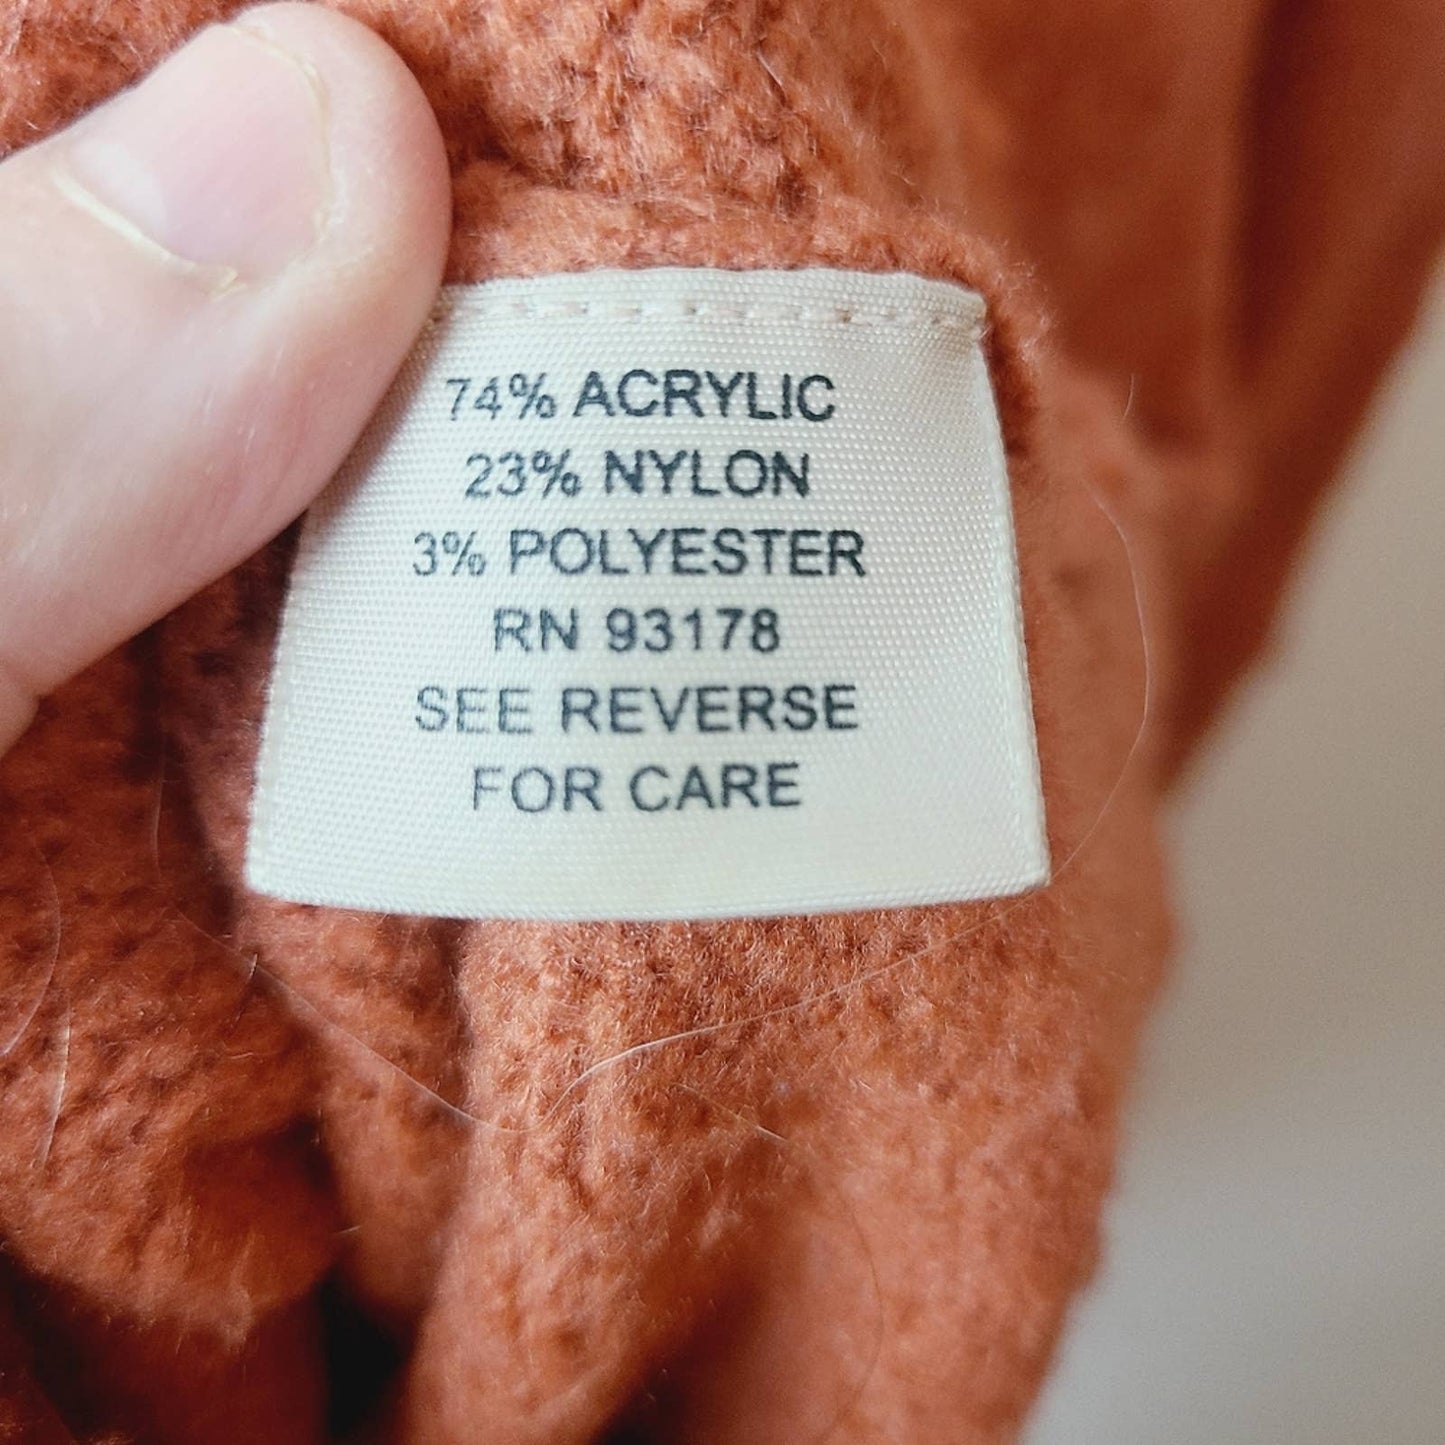 74% ACRYLIC
23% NYLON
3% POLYESTER
RN 93178
SEE REVERSE
FOR CARE